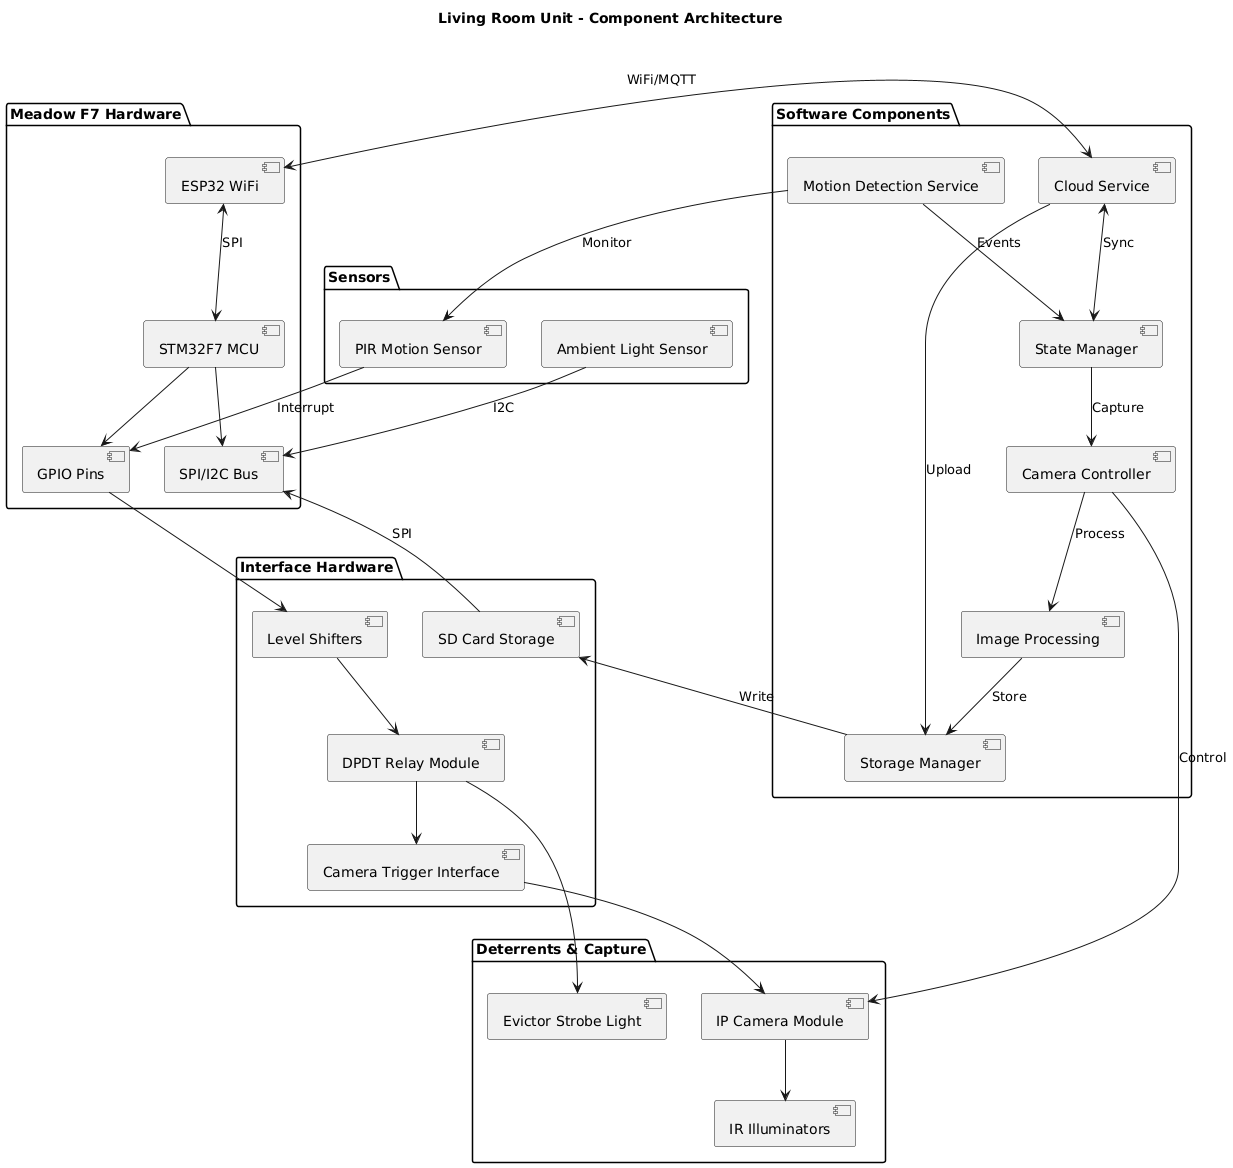 Living Room Unit - Component Architecture
WiFi/MQTT
Meadow F7 Hardware
Software Components
ESP32 WiFi
Motion Detection Service
Cloud Service
SPI
Monitor
Events
Sync
Sensors
STM32F7 MCU
PIR Motion Sensor
Ambient Light Sensor
State Manager
Interrupt
I2C
Capture
GPIO Pins
SPI/I2C Bus
Upload
Camera Controller
SPI
Process
Interface Hardware
Level Shifters
SD Card Storage
Image Processing
Write
Store
DPDT Relay Module
Storage Manager
Control
Camera Trigger Interface
Deterrents & Capture
Evictor Strobe Light
IP Camera Module
IR Illuminators